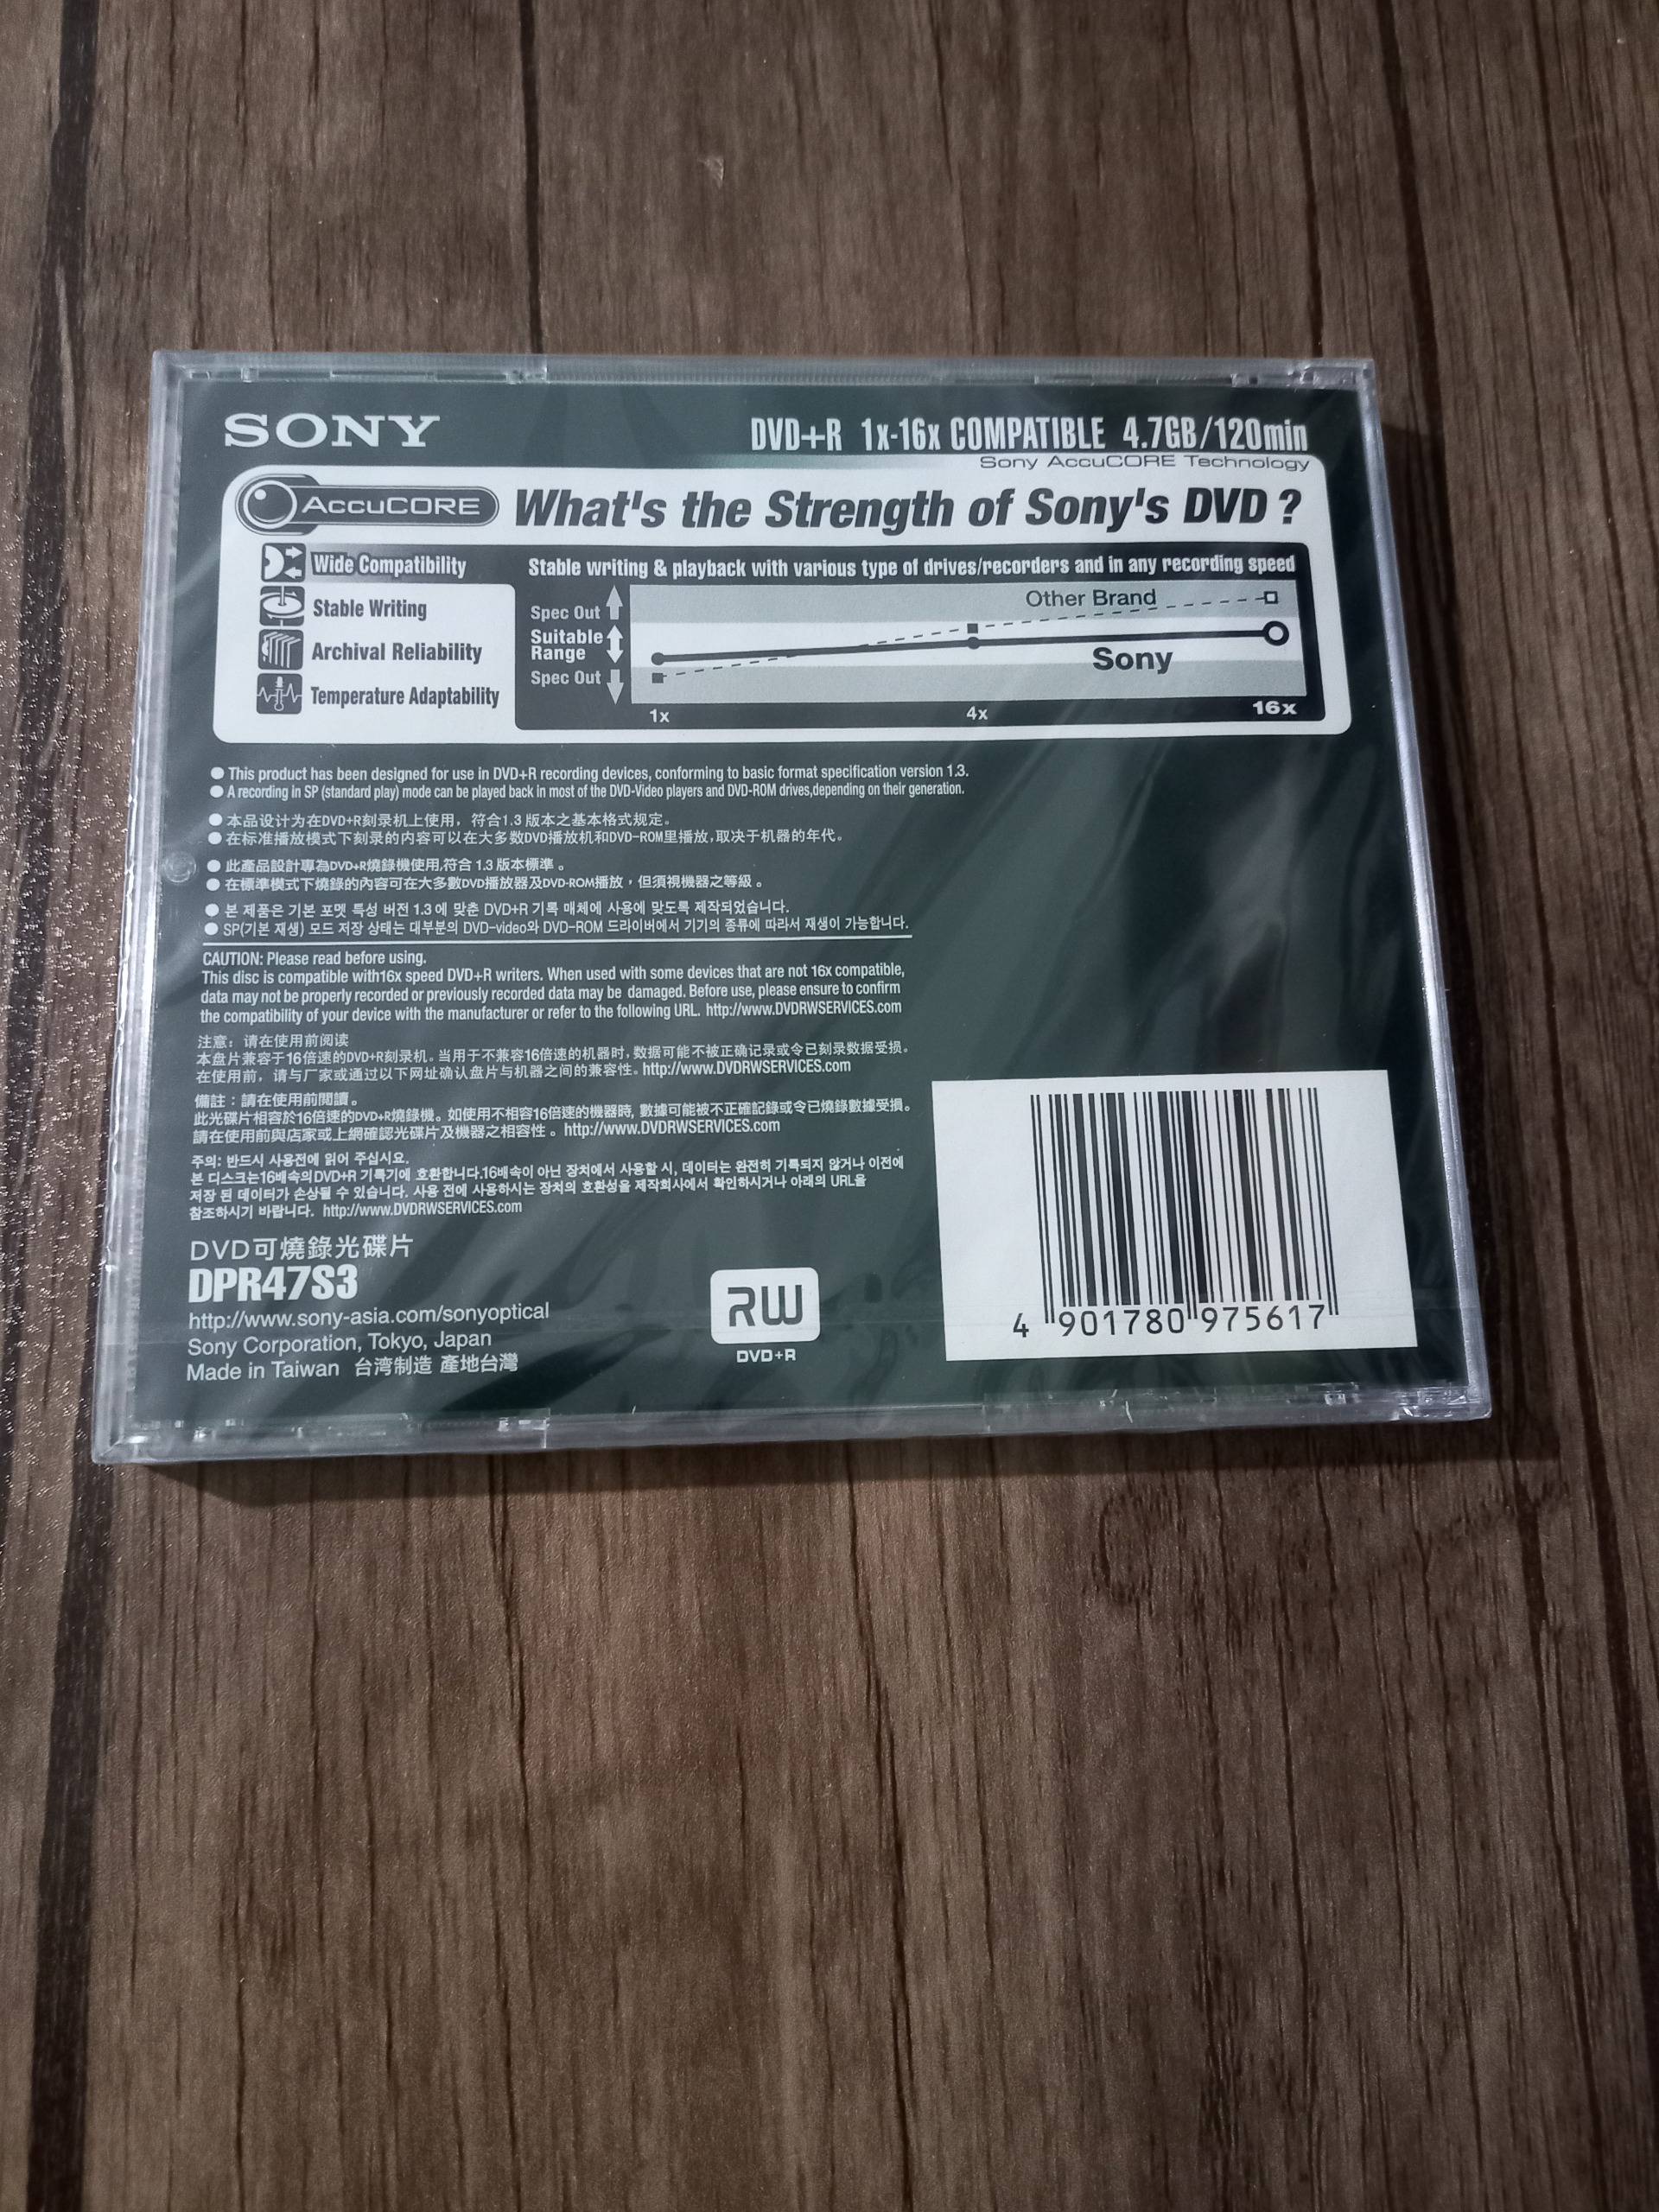 SONY
DVD+R 1x-16x COMPATIBLE 4.7GB/120min
Sony AccuCORE Technology
AccuCORE
What's the Strength of Sony's DVD ?
Wide Compatibility
Stable Writing
Archival Reliability
Temperature Adaptability
Stable writing & playback with various type of drives/recorders and in any recording speed
Spec Out
Suitable
Range
Spec Out
Other Brand
Sony
1x 4x 16x
● This product has been designed for use in DVD+R recording devices, conforming to basic format specification version 1.3.
● A recording in SP (standard play) mode can be played back in most of the DVD-Video players and DVD-ROM drives,depending on their generation.
● 本品设计为在DVD+R刻录机上使用，符合1.3 版本之基本格式规定。
● 在标准播放模式下刻录的内容可以在大多数DVD播放机和DVD-ROM里播放，取决于机器的年代。
● 此產品設計專為DVD+R燒錄機使用,符合 1.3 版本標準。
● 在標準模式下燒錄的內容可在大多數DVD播放器及DVD-ROM播放，但須視機器之等級。
● 본 제품은 기본 포멧 특성 버전 1.3 에 맞춘 DVD+R 기록 매체에 사용에 맞도록 제작되었습니다.
● SP(기본 재생) 모드 저장 상태는 대부분의 DVD-video와 DVD-ROM 드라이버에서 기기의 종류에 따라서 재생이 가능합니다.
CAUTION: Please read before using.
This disc is compatible with16x speed DVD+R writers. When used with some devices that are not 16x compatible,
data may not be properly recorded or previously recorded data may be damaged. Before use, please ensure to confirm
the compatibility of your device with the manufacturer or refer to the following URL. http://www.DVDRWSERVICES.com
注意：请在使用前阅读
本盘片兼容于16倍速的DVD+R刻录机。当用于不兼容16倍速的机器时，数据可能不被正确记录或令已刻录数据受损。
在使用前，请与厂家或通过以下网址确认盘片与机器之间的兼容性。http://www.DVDRWSERVICES.com
備註：請在使用前閱讀。
此光碟片相容於16倍速的DVD+R燒錄機。如使用不相容16倍速的機器時, 數據可能被不正確記錄或令已燒錄數據受損。
請在使用前與店家或上網確認光碟片及機器之相容性。http://www.DVDRWSERVICES.com
주의: 반드시 사용전에 읽어 주십시요.
본 디스크는16배속의DVD+R 기록기에 호환합니다.16배속이 아닌 장치에서 사용할 시, 데이터는 완전히 기록되지 않거나 이전에
저장 된 데이터가 손상될 수 있습니다. 사용 전에 사용하시는 장치의 호환성을 제작회사에서 확인하시거나 아래의 URL을
참조하시기 바랍니다. http://www.DVDRWSERVICES.com
DVD可燒錄光碟片
DPR47S3
http://www.sony-asia.com/sonyoptical
Sony Corporation, Tokyo, Japan
Made in Taiwan 台湾制造 產地台灣
RW
DVD+R
4 901780 975617